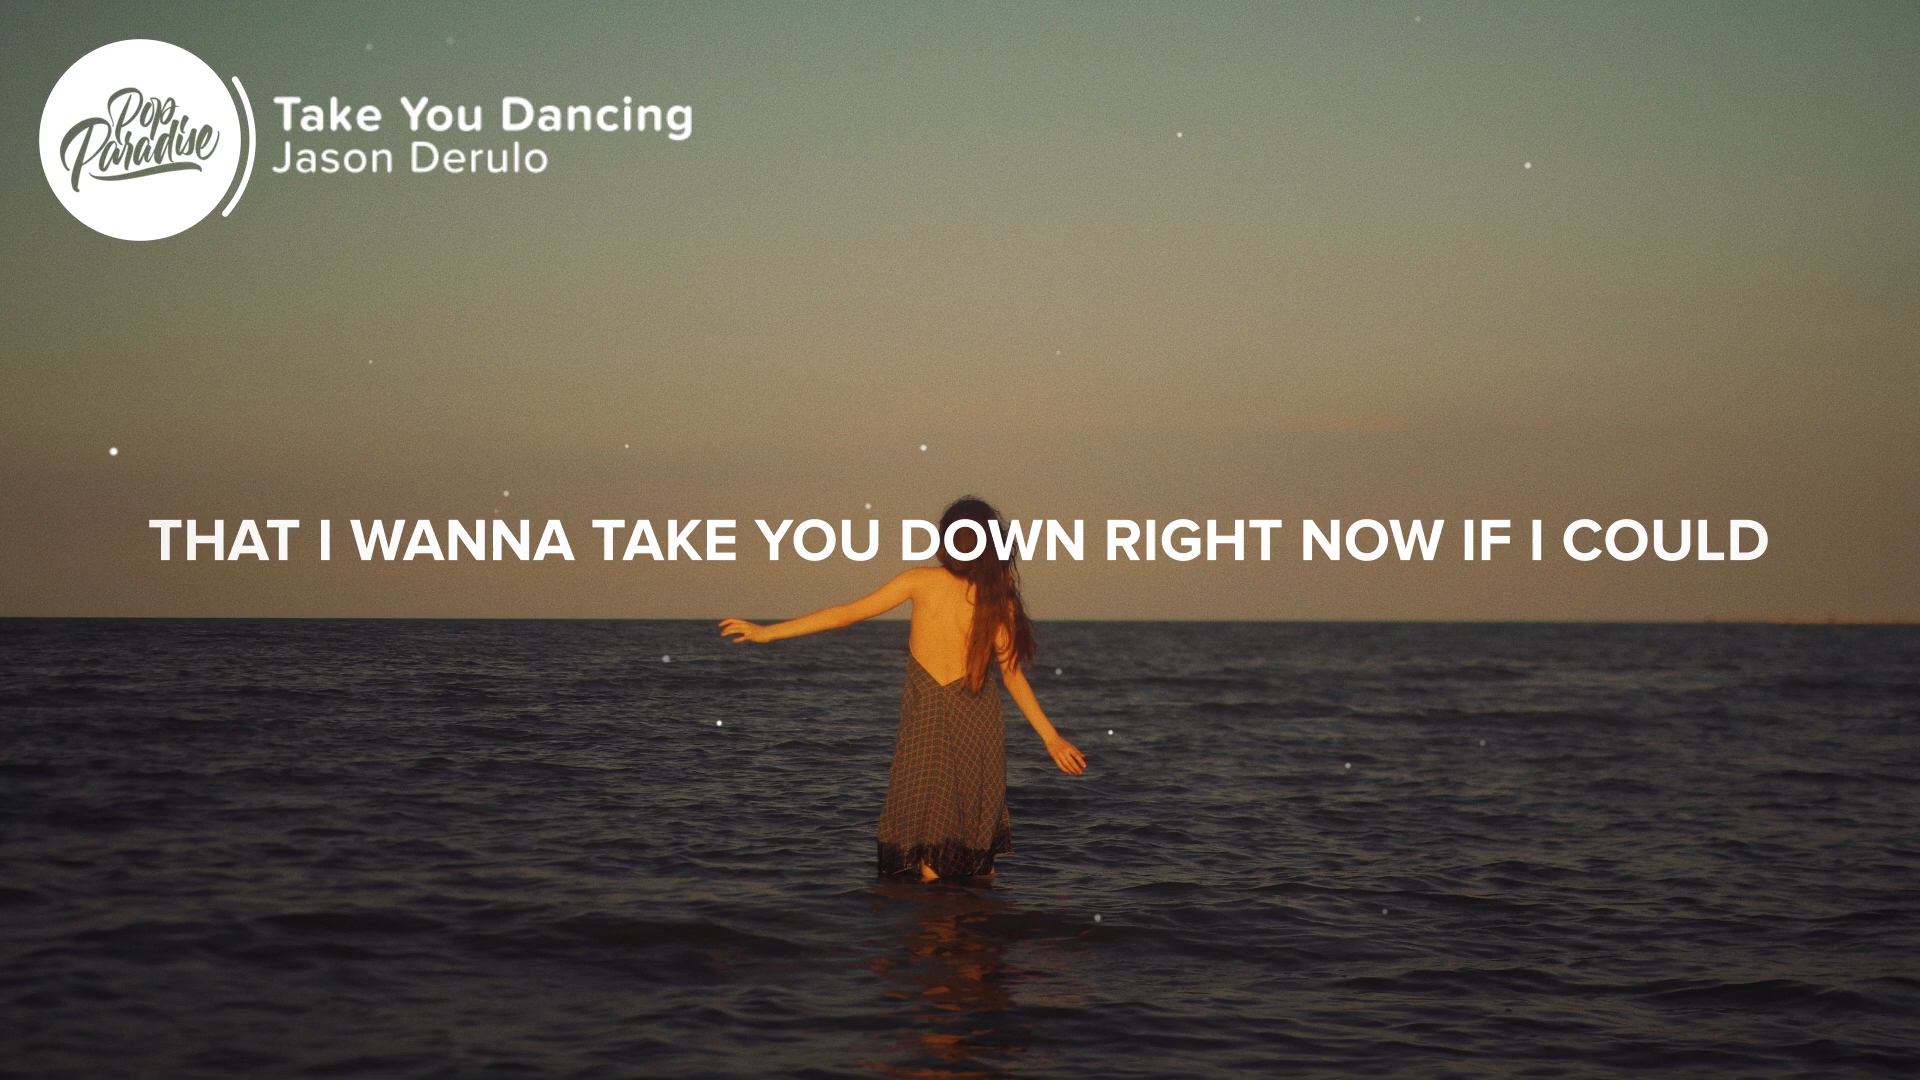 Pop
Paradise
Take You Dancing
Jason Derulo
THAT I WANNA TAKE YOU DOWN RIGHT NOW IF I COULD